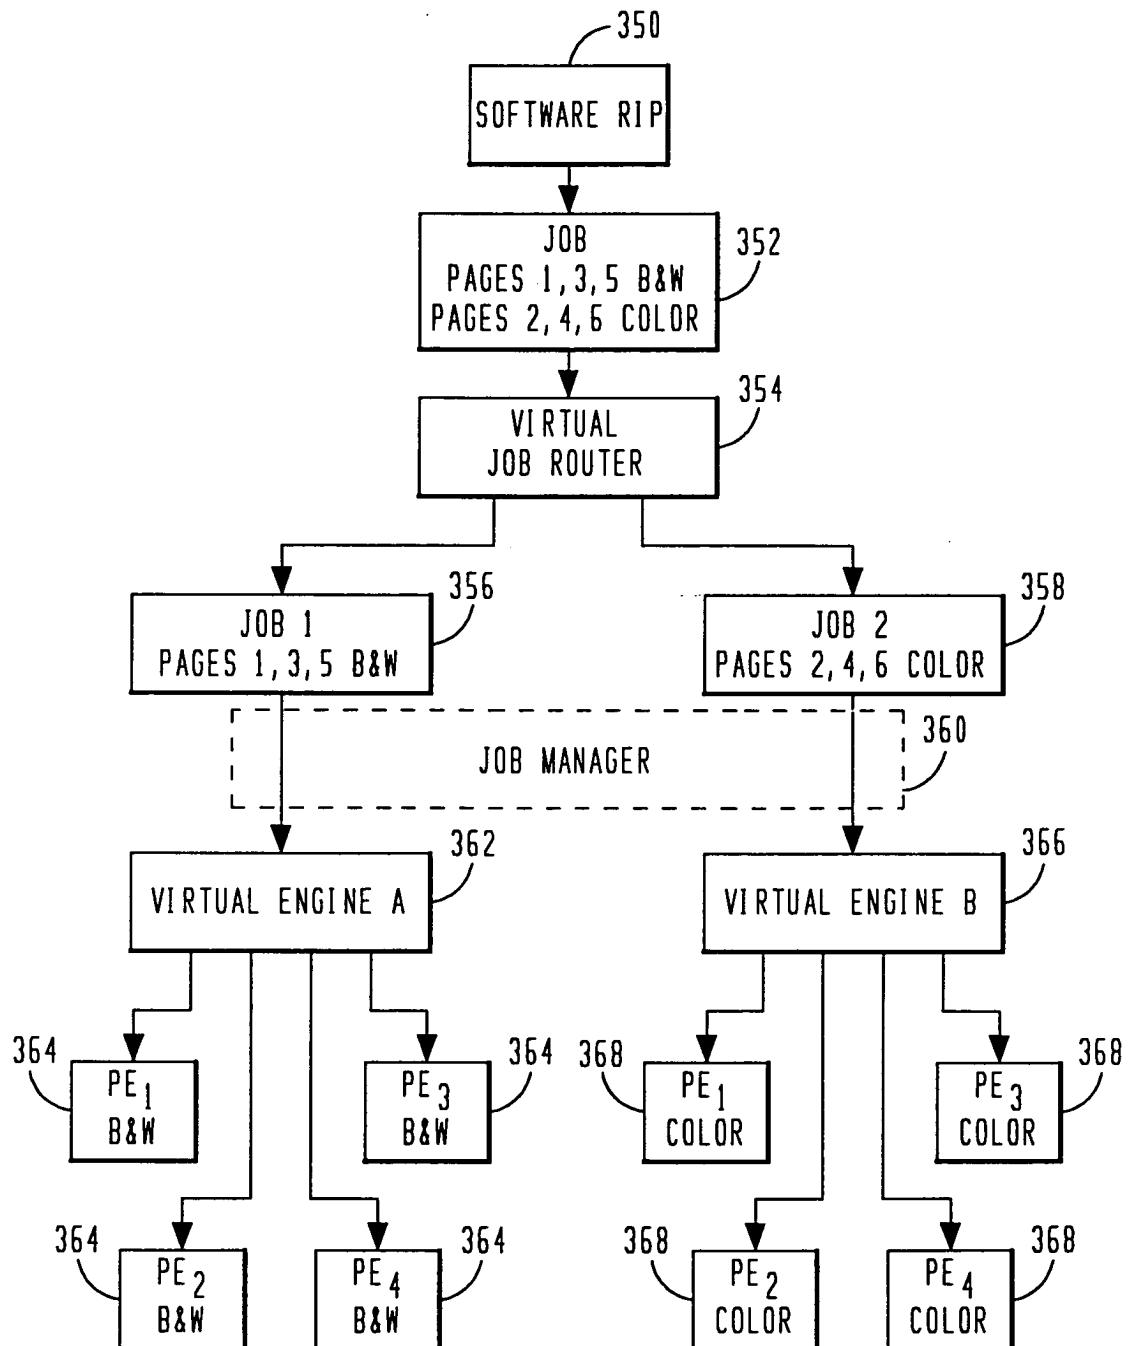 350
SOFTWARE RIP
JOB
PAGES 1,3,5 B&W
PAGES 2,4,6 COLOR
352
VIRTUAL
JOB ROUTER
354
JOB 1
PAGES 1,3,5 B&W
356
JOB 2
PAGES 2,4,6 COLOR
358
JOB MANAGER
360
VIRTUAL ENGINE A
362
VIRTUAL ENGINE B
366
364
PE1
B&W
PE3
B&W
364
368
PE1
COLOR
PE3
COLOR
368
364
PE2
B&W
PE4
B&W
364
368
PE2
COLOR
PE4
COLOR
368